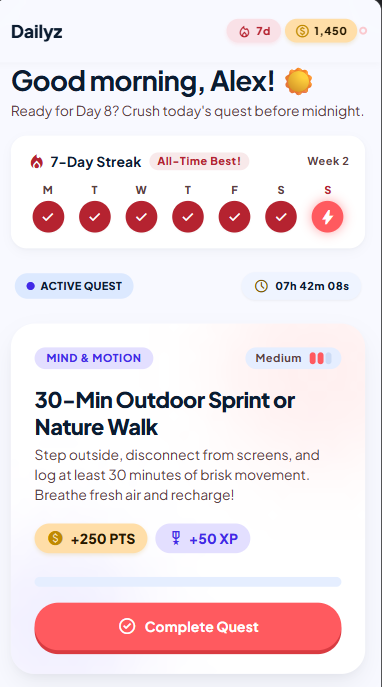 Dailyz
7d
1,450
Good morning, Alex!
Ready for Day 8? Crush today's quest before midnight.
7-Day Streak
All-Time Best!
Week 2
M T W T F S S
ACTIVE QUEST
07h 42m 08s
MIND & MOTION
Medium
30-Min Outdoor Sprint or
Nature Walk
Step outside, disconnect from screens, and
log at least 30 minutes of brisk movement.
Breathe fresh air and recharge!
+250 PTS
+50 XP
Complete Quest